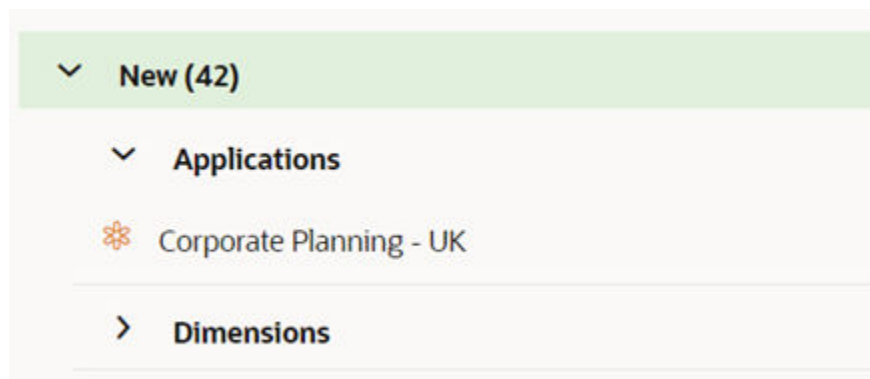 New (42)
Applications
Corporate Planning - UK
Dimensions